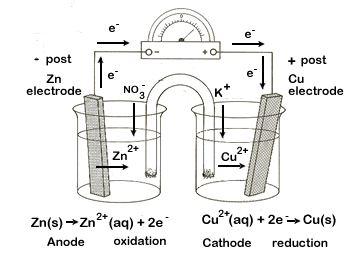 e⁻ e⁻
0
- +
- post
Zn
electrode
e⁻
NO₃⁻
K⁺
e⁻
+ post
Cu
electrode
Zn²⁺
Cu²⁺
Zn(s) → Zn²⁺(aq) + 2e⁻
Anode oxidation
Cu²⁺(aq) + 2e⁻ → Cu(s)
Cathode reduction